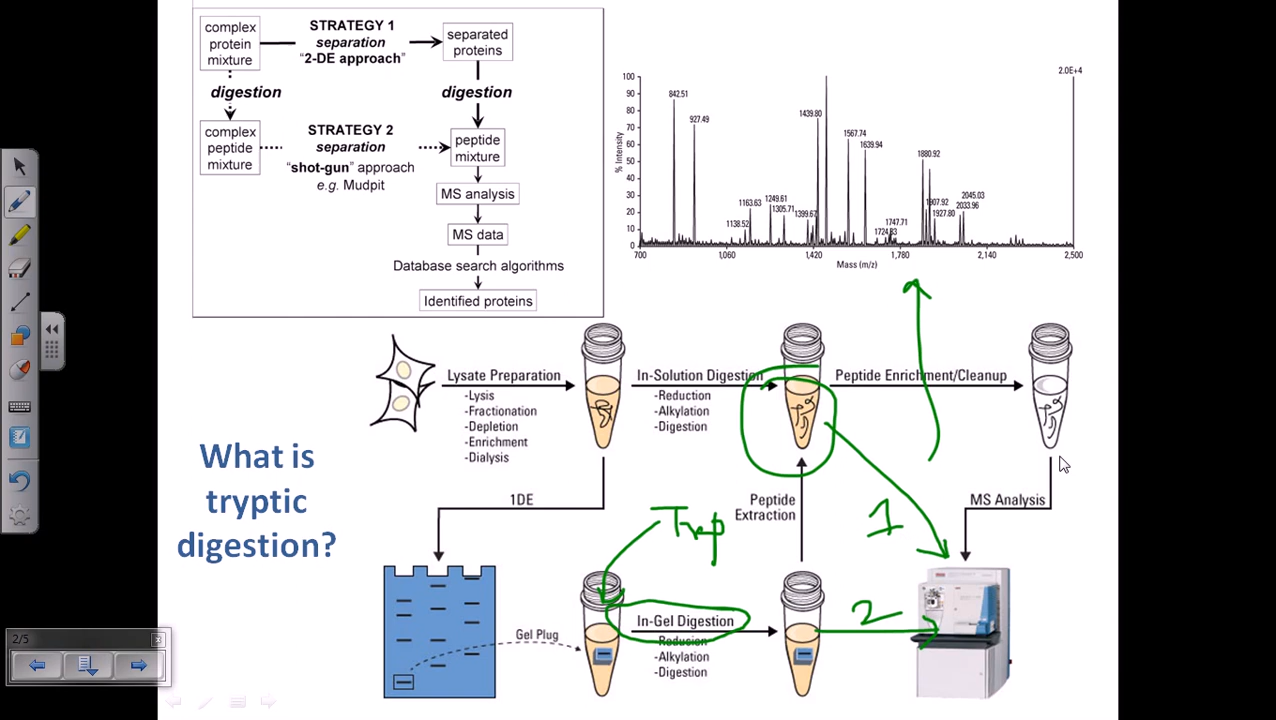 complex
protein
mixture
STRATEGY 1
separation
"2-DE approach"
separated
proteins
digestion
digestion
complex
peptide
mixture
STRATEGY 2
separation
"shot-gun" approach
e.g. Mudpit
peptide
mixture
MS analysis
MS data
Database search algorithms
Identified proteins
2.0E+4
% Intensity
100
90
80
70
60
50
40
30
20
10
0
842.51
927.49
1138.52
1163.63
1249.61
1305.71
1399.67
1439.80
1567.74
1639.94
1747.71
1880.92
1927.80
2045.03
2033.96
700
1,060
1,420
1,780
2,140
2,500
Mass (m/z)
Lysate Preparation
-Lysis
-Fractionation
-Depletion
-Enrichment
-Dialysis
In-Solution Digestion
-Reduction
-Alkylation
-Digestion
Peptide Enrichment/Cleanup
What is
tryptic
digestion?
1DE
Peptide
Extraction
MS Analysis
Tryp
1
2
Gel Plug
In-Gel Digestion
-Alkylation
-Digestion
2/5